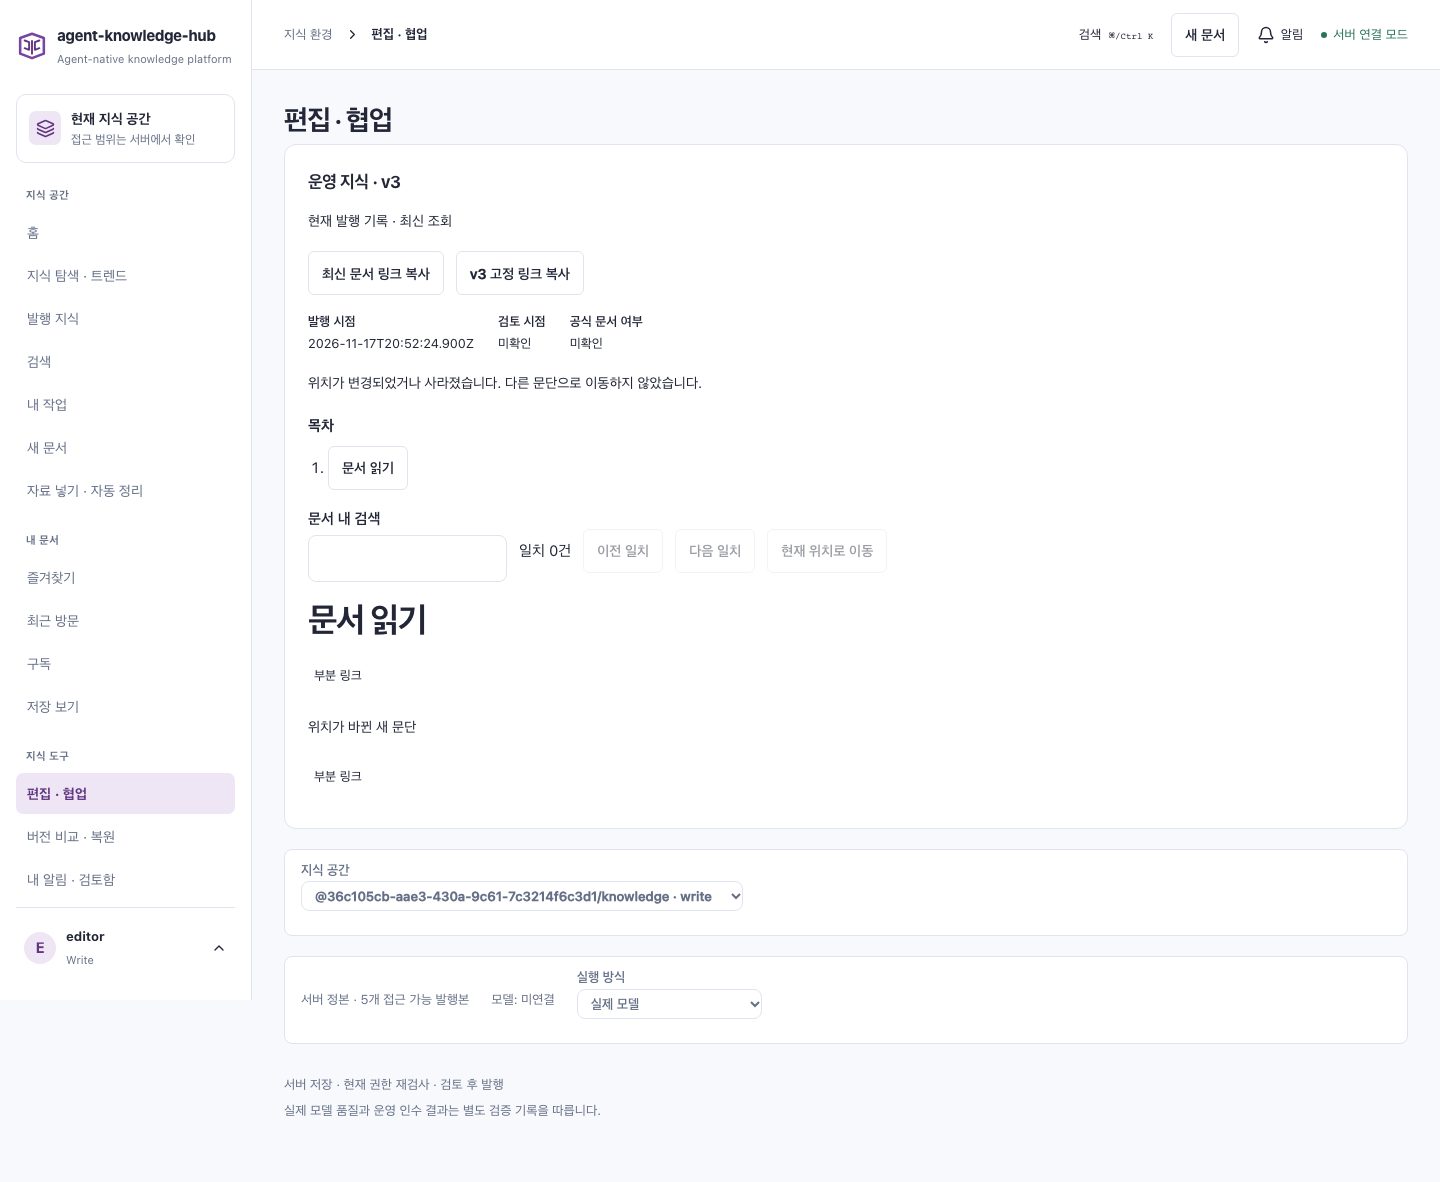 agent-knowledge-hub
Agent-native knowledge platform
현재 지식 공간
접근 범위는 서버에서 확인
지식 공간
홈
지식 탐색 · 트렌드
발행 지식
검색
내 작업
새 문서
자료 넣기 · 자동 정리
내 문서
즐겨찾기
최근 방문
구독
저장 보기
지식 도구
편집 · 협업
버전 비교 · 복원
내 알림 · 검토함
E
editor
Write
지식 환경 편집 · 협업
검색 ⌘/Ctrl K 새 문서 알림 서버 연결 모드
편집 · 협업
운영 지식 · v3
현재 발행 기록 · 최신 조회
최신 문서 링크 복사 v3 고정 링크 복사
발행 시점 검토 시점 공식 문서 여부
2026-11-17T20:52:24.900Z 미확인 미확인
위치가 변경되었거나 사라졌습니다. 다른 문단으로 이동하지 않았습니다.
목차
1. 문서 읽기
문서 내 검색
일치 0건 이전 일치 다음 일치 현재 위치로 이동
문서 읽기
부분 링크
위치가 바뀐 새 문단
부분 링크
지식 공간
@36c105cb-aae3-430a-9c61-7c3214f6c3d1/knowledge · write
실행 방식
서버 정본 · 5개 접근 가능 발행본 모델: 미연결 실제 모델
서버 저장 · 현재 권한 재검사 · 검토 후 발행
실제 모델 품질과 운영 인수 결과는 별도 검증 기록을 따릅니다.